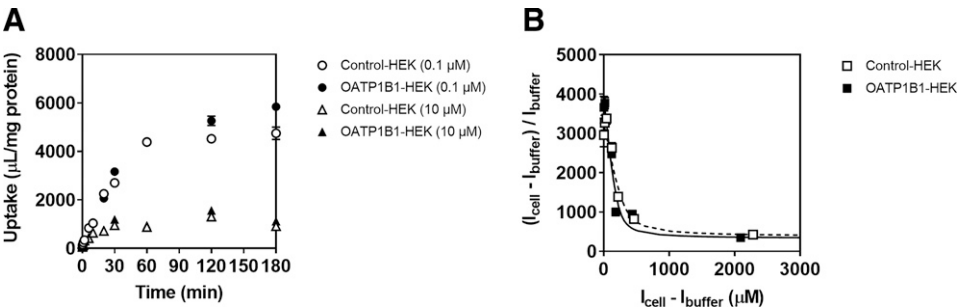 A
Uptake (μL/mg protein)
8000
6000
4000
2000
0
0 30 60 90 120 150 180
Time (min)
Control-HEK (0.1 μM)
OATP1B1-HEK (0.1 μM)
Control-HEK (10 μM)
OATP1B1-HEK (10 μM)
B
(Icell - Ibuffer) / Ibuffer
5000
4000
3000
2000
1000
0
0 1000 2000 3000
Icell - Ibuffer (μM)
Control-HEK
OATP1B1-HEK